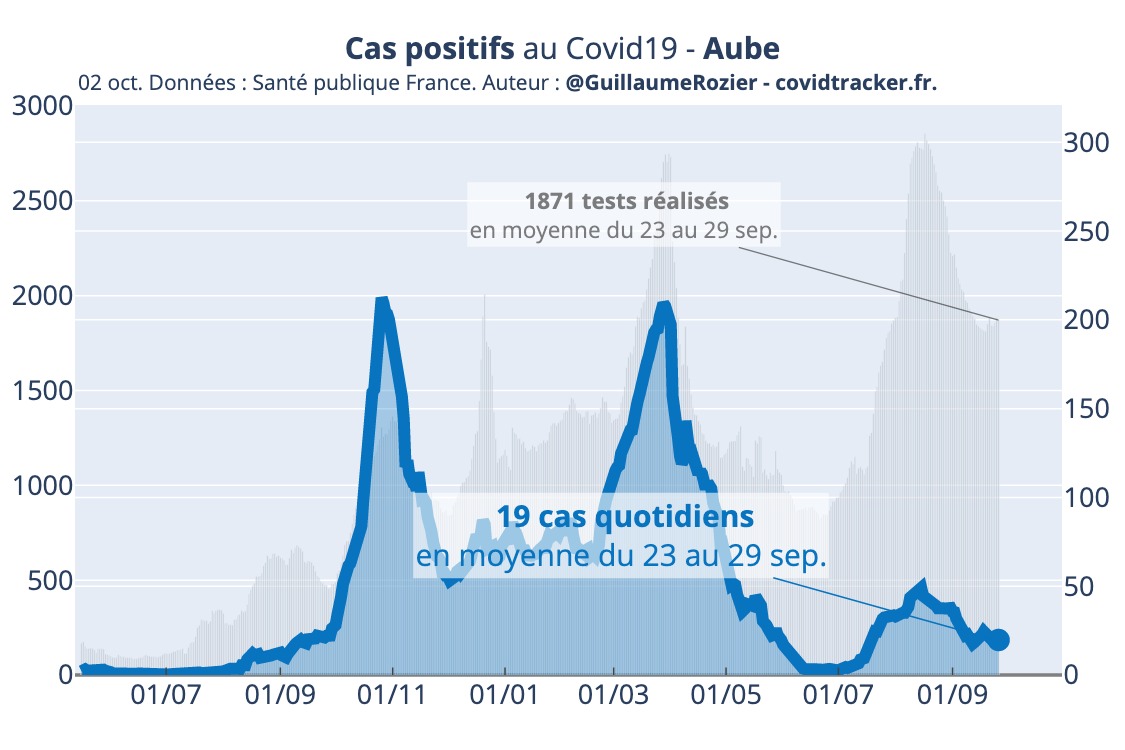 Cas positifs au Covid19 - Aube
02 oct. Données : Santé publique France. Auteur : @GuillaumeRozier - covidtracker.fr.
3000
300
2500
250
2000
200
1500
150
1000
100
500
50
0
0
1871 tests réalisés
en moyenne du 23 au 29 sep.
19 cas quotidiens
en moyenne du 23 au 29 sep.
01/07 01/09 01/11 01/01 01/03 01/05 01/07 01/09